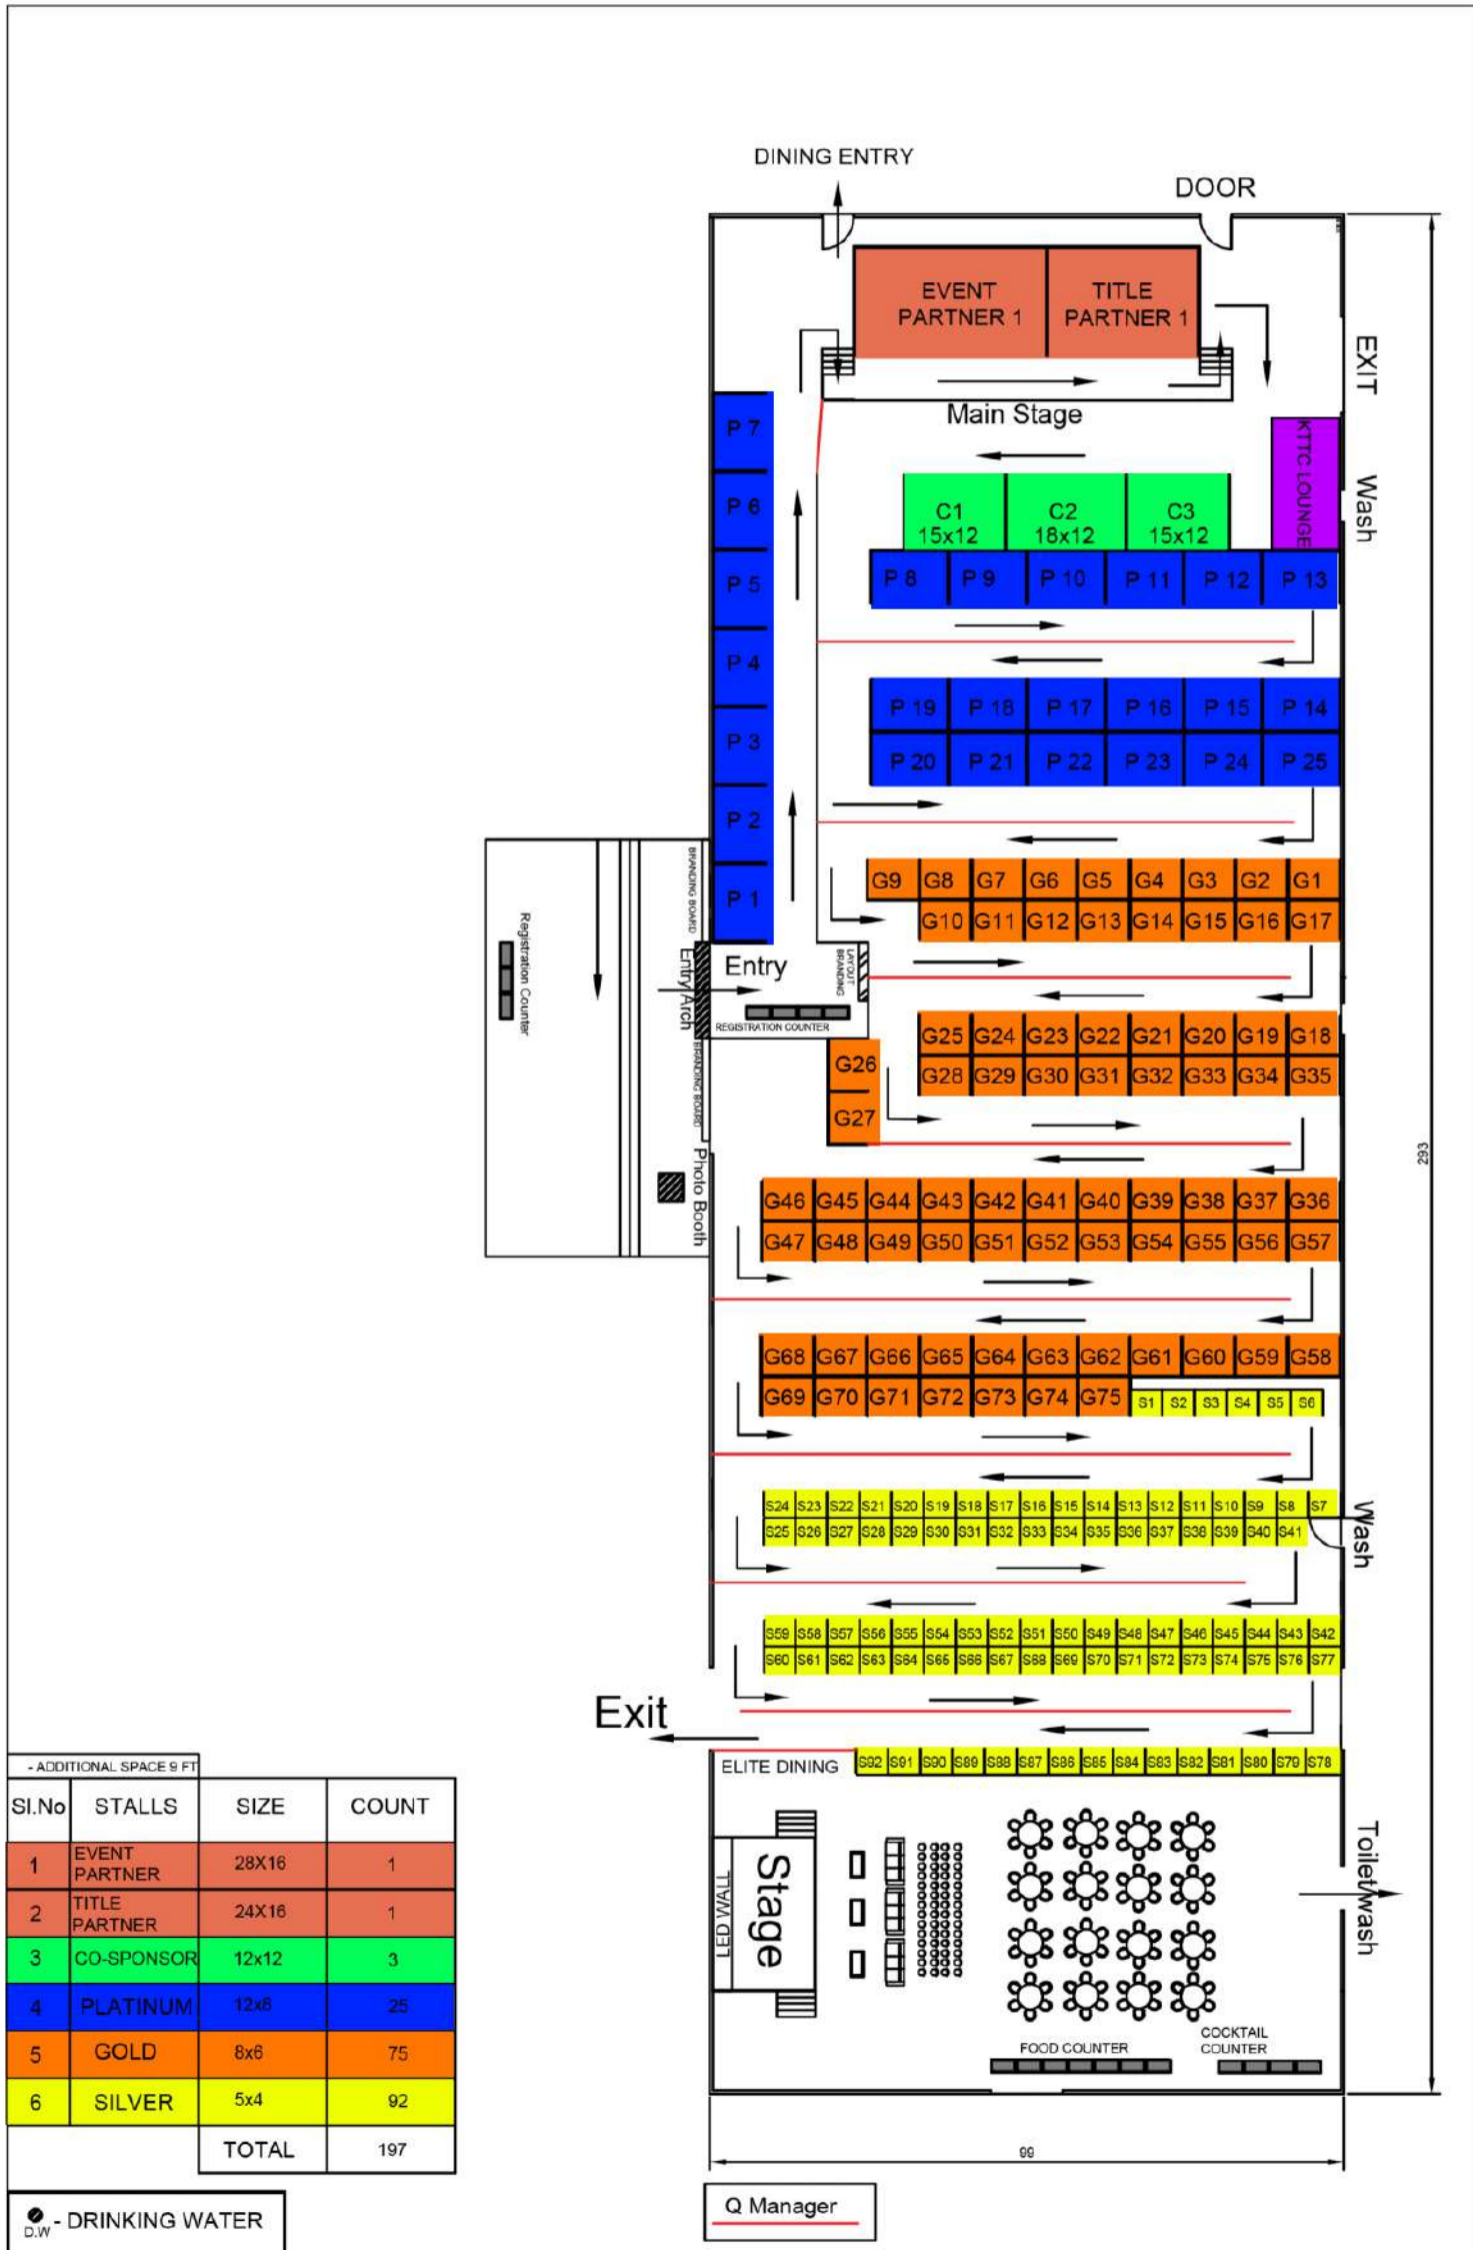 DINING ENTRY
DOOR
EVENT
PARTNER 1
TITLE
PARTNER 1
EXIT
Main Stage
P 7
KTTC LOUNGE
Wash
P 6
C1
15x12
C2
18x12
C3
15x12
P 5
P 8 P 9 P 10 P 11 P 12 P 13
P 4
P 19 P 18 P 17 P 16 P 15 P 14
P 3
P 20 P 21 P 22 P 23 P 24 P 25
P 2
P 1
BRANDING BOARD
G9 G8 G7 G6 G5 G4 G3 G2 G1
G10 G11 G12 G13 G14 G15 G16 G17
Registration Counter
Entry Arch
Entry
LAYOUT
BRANDING
REGISTRATION COUNTER
BRANDING BOARD
G25 G24 G23 G22 G21 G20 G19 G18
G26
G28 G29 G30 G31 G32 G33 G34 G35
G27
293
Photo Booth
G46 G45 G44 G43 G42 G41 G40 G39 G38 G37 G36
G47 G48 G49 G50 G51 G52 G53 G54 G55 G56 G57
G68 G67 G66 G65 G64 G63 G62 G61 G60 G59 G58
G69 G70 G71 G72 G73 G74 G75 S1 S2 S3 S4 S5 S6
S24 S23 S22 S21 S20 S19 S18 S17 S16 S15 S14 S13 S12 S11 S10 S9 S8 S7
S25 S26 S27 S28 S29 S30 S31 S32 S33 S34 S35 S36 S37 S38 S39 S40 S41
Wash
S59 S58 S57 S56 S55 S54 S53 S52 S51 S50 S49 S48 S47 S46 S45 S44 S43 S42
S60 S61 S62 S63 S64 S65 S66 S67 S68 S69 S70 S71 S72 S73 S74 S75 S76 S77
Exit
ELITE DINING
S92 S91 S90 S89 S88 S87 S86 S85 S84 S83 S82 S81 S80 S79 S78
Toilet/wash
LED WALL
Stage
FOOD COUNTER
COCKTAIL
COUNTER
99
- ADDITIONAL SPACE 9 FT
SI.No STALLS SIZE COUNT
1 EVENT PARTNER 28X16 1
2 TITLE PARTNER 24X16 1
3 CO-SPONSOR 12x12 3
4 PLATINUM 12x8 25
5 GOLD 8x6 75
6 SILVER 5x4 92
TOTAL 197
D.W - DRINKING WATER
Q Manager